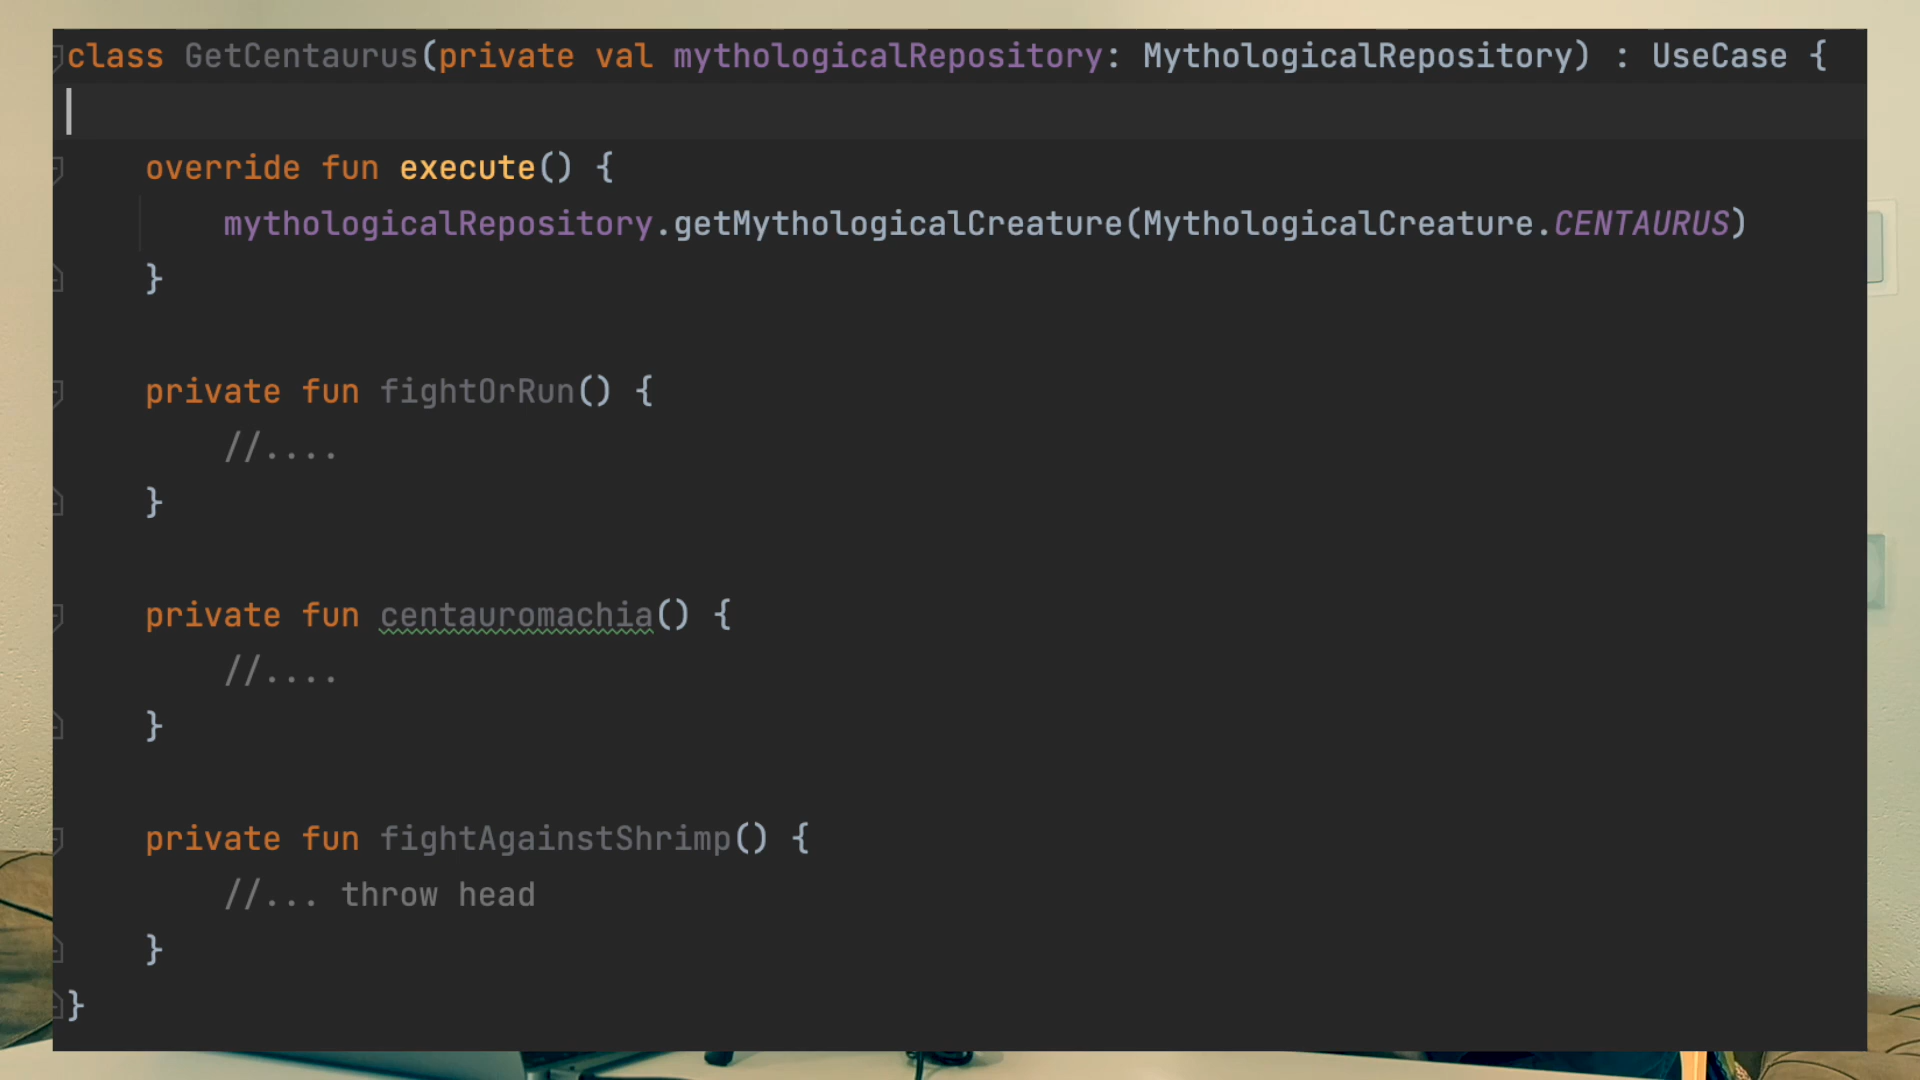 class GetCentaurus(private val mythologicalRepository: MythologicalRepository) : UseCase {
override fun execute() {
mythologicalRepository.getMythologicalCreature(MythologicalCreature.CENTAURUS)
}
private fun fightOrRun() {
//....
}
private fun centauromachia() {
//....
}
private fun fightAgainstShrimp() {
//... throw head
}
}